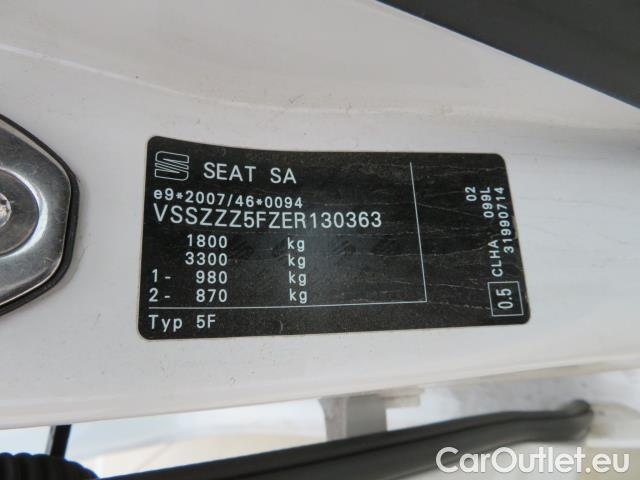 SEAT SA
e9*2007/46*0094
VSSZZZ5FZER130363
1800 kg
3300 kg
1- 980 kg
2- 870 kg
Typ 5F
02
CLHA 099L
31990714
0.5
CarOutlet.eu